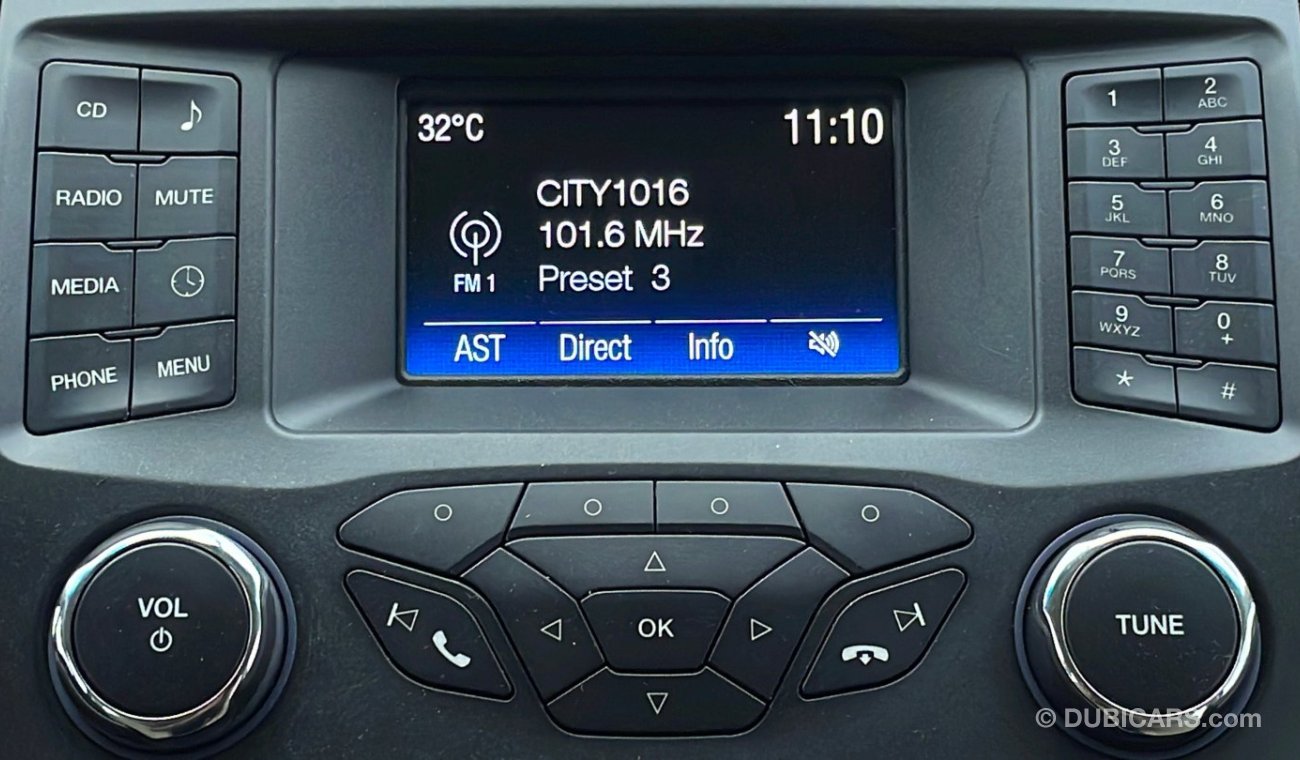 CD
RADIO MUTE
MEDIA
PHONE MENU
32°C 11:10
CITY1016
101.6 MHz
FM 1 Preset 3
AST Direct Info
1 2 ABC
3 DEF 4 GHI
5 JKL 6 MNO
7 PQRS 8 TUV
9 WXYZ 0 +
* #
VOL
OK
TUNE
© DUBICARS.com